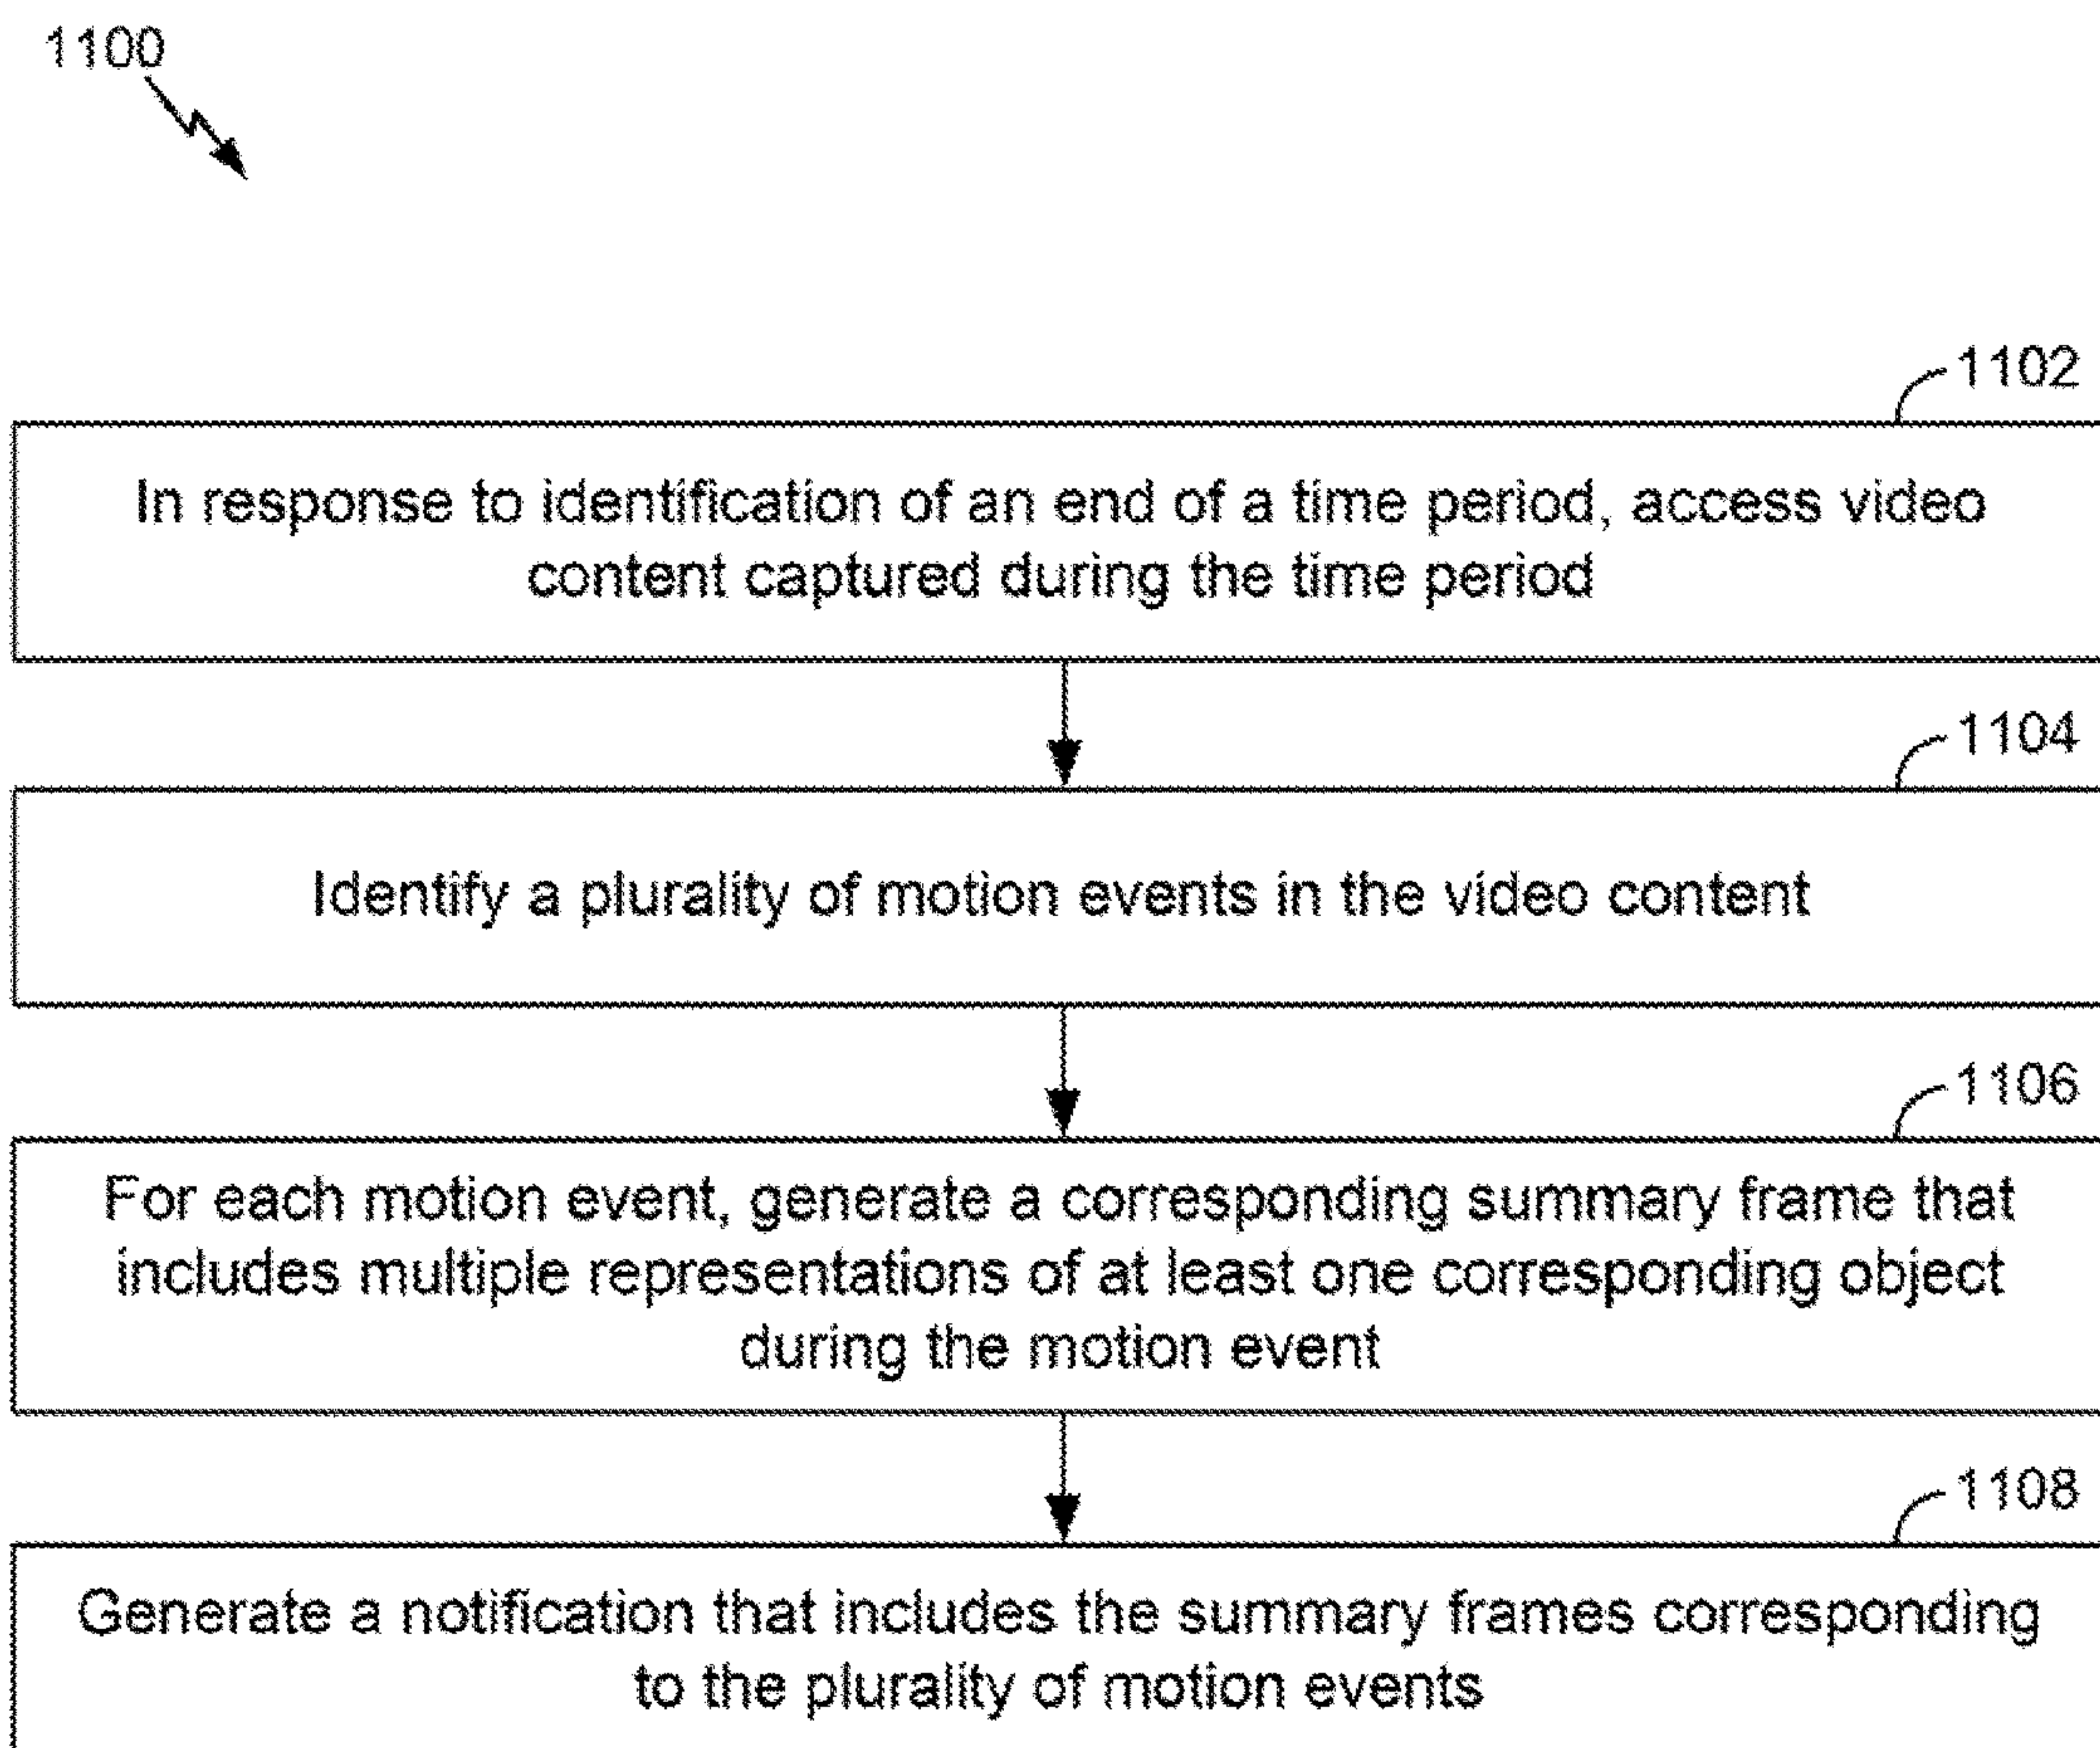 1100
1102
In response to identification of an end of a time period, access video
content captured during the time period
1104
Identify a plurality of motion events in the video content
1106
For each motion event, generate a corresponding summary frame that
includes multiple representations of at least one corresponding object
during the motion event
1108
Generate a notification that includes the summary frames corresponding
to the plurality of motion events